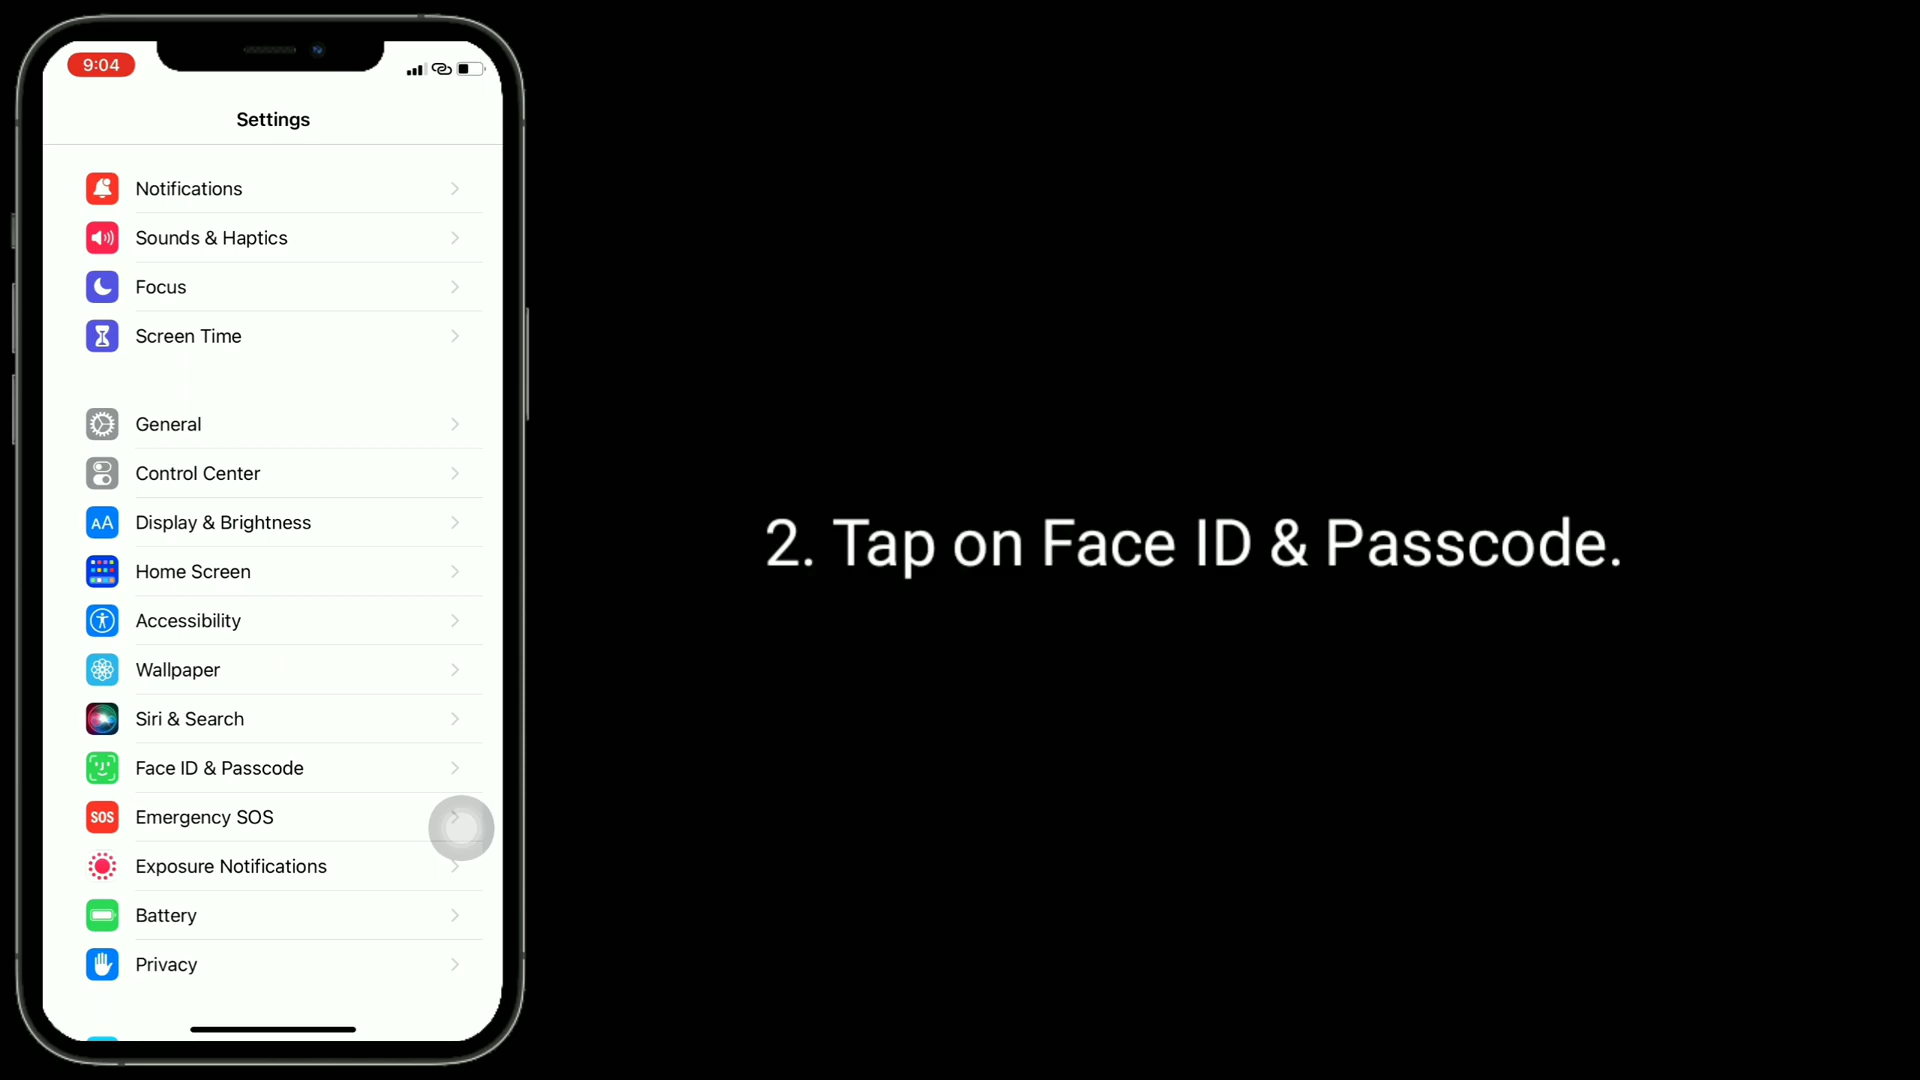 9:04
Settings
Notifications
Sounds & Haptics
Focus
Screen Time
General
Control Center
AA Display & Brightness
Home Screen
Accessibility
Wallpaper
Siri & Search
Face ID & Passcode
SOS Emergency SOS
Exposure Notifications
Battery
Privacy
2. Tap on Face ID & Passcode.